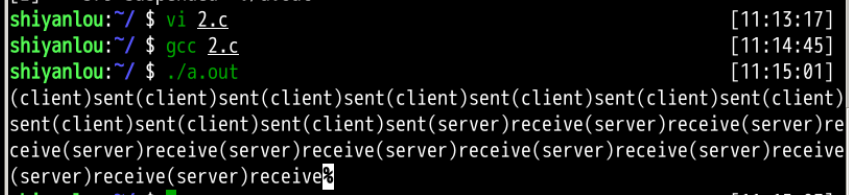 shiyanlou:~/ $ vi 2.c [11:13:17]
shiyanlou:~/ $ gcc 2.c [11:14:45]
shiyanlou:~/ $ ./a.out [11:15:01]
(client)sent(client)sent(client)sent(client)sent(client)sent(client)sent(client)
sent(client)sent(client)sent(client)sent(server)receive(server)receive(server)re
ceive(server)receive(server)receive(server)receive(server)receive(server)receive
(server)receive(server)receive%